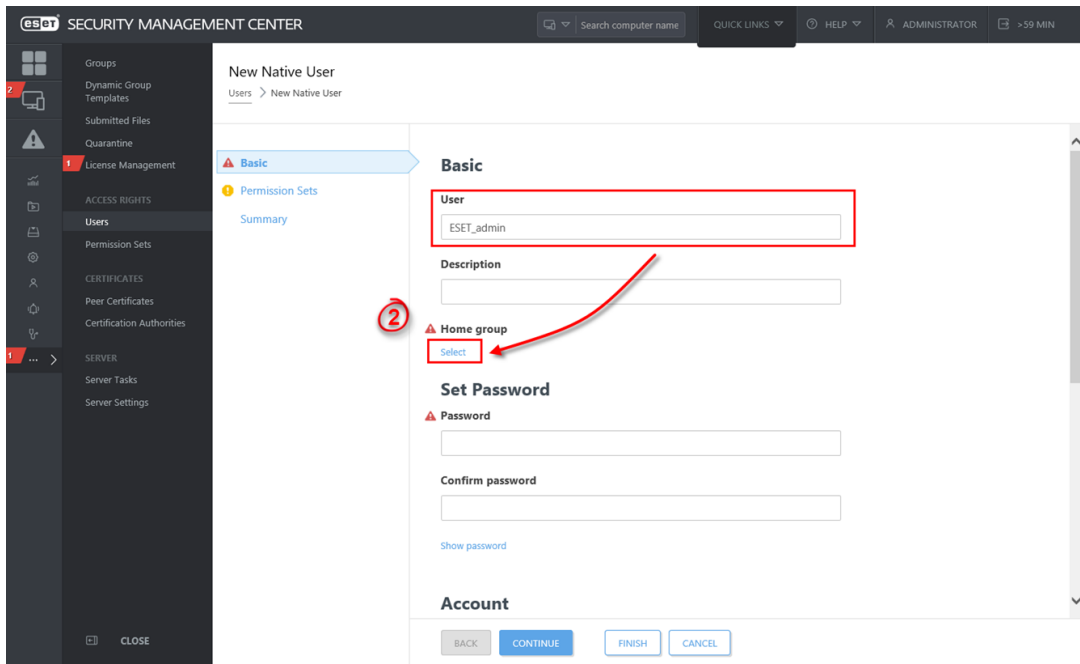 eset SECURITY MANAGEMENT CENTER
Search computer name
QUICK LINKS
HELP
ADMINISTRATOR
>59 MIN
2
1
1
...
Groups
Dynamic Group
Templates
Submitted Files
Quarantine
License Management
ACCESS RIGHTS
Users
Permission Sets
CERTIFICATES
Peer Certificates
Certification Authorities
SERVER
Server Tasks
Server Settings
CLOSE
New Native User
Users > New Native User
Basic
Permission Sets
Summary
Basic
User
ESET_admin
Description
2
Home group
Select
Set Password
Password
Confirm password
Show password
Account
BACK
CONTINUE
FINISH
CANCEL